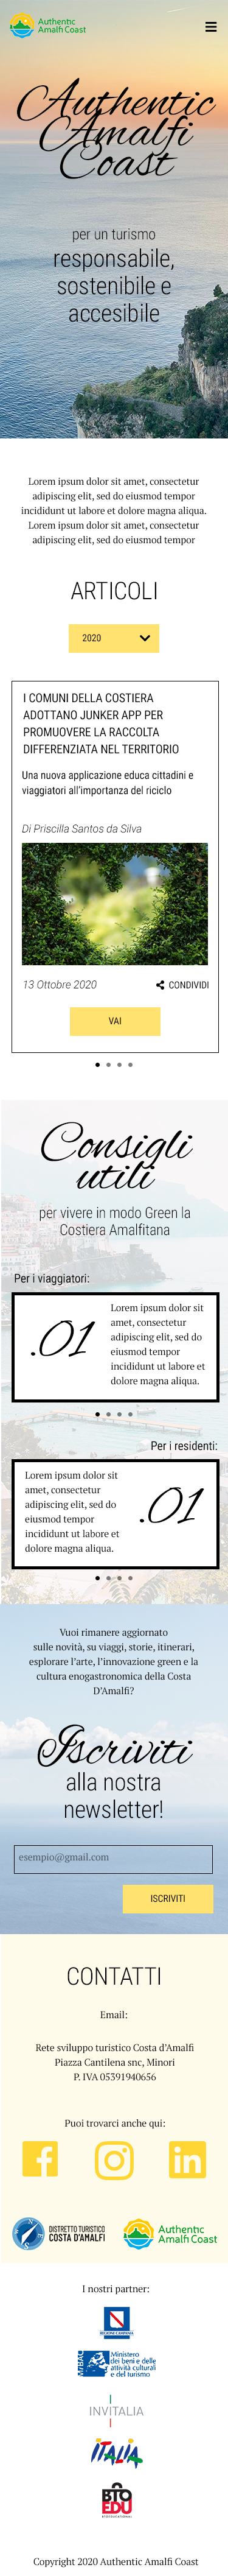 Authentic
Amalfi Coast
Authentic
Amalfi
Coast
per un turismo
responsabile,
sostenibile e
accesibile
Lorem ipsum dolor sit amet, consectetur
adipiscing elit, sed do eiusmod tempor
incididunt ut labore et dolore magna aliqua.
Lorem ipsum dolor sit amet, consectetur
adipiscing elit, sed do eiusmod tempor
ARTICOLI
2020
I COMUNI DELLA COSTIERA
ADOTTANO JUNKER APP PER
PROMUOVERE LA RACCOLTA
DIFFERENZIATA NEL TERRITORIO
Una nuova applicazione educa cittadini e
viaggiatori all'importanza del riciclo
Di Priscilla Santos da Silva
13 Ottobre 2020
CONDIVIDI
VAI
Consigli
utili
per vivere in modo Green la
Costiera Amalfitana
Per i viaggiatori:
.01
Lorem ipsum dolor sit
amet, consectetur
adipiscing elit, sed do
eiusmod tempor
incididunt ut labore et
dolore magna aliqua.
Per i residenti:
Lorem ipsum dolor sit
amet, consectetur
adipiscing elit, sed do
eiusmod tempor
incididunt ut labore et
dolore magna aliqua.
.01
Vuoi rimanere aggiornato
sulle novità, su viaggi, storie, itinerari,
esplorare l'arte, l'innovazione green e la
cultura enogastronomica della Costa
D'Amalfi?
Iscriviti
alla nostra
newsletter!
esempio@gmail.com
ISCRIVITI
CONTATTI
Email:
Rete sviluppo turistico Costa d'Amalfi
Piazza Cantilena snc, Minori
P. IVA 05391940656
Puoi trovarci anche qui:
DISTRETTO TURISTICO
COSTA D'AMALFI
Authentic
Amalfi Coast
I nostri partner:
REGIONE CAMPANIA
Ministero
dei beni e delle
attività culturali
e del turismo
INVITALIA
ITALIA
BTO
EDU
Copyright 2020 Authentic Amalfi Coast